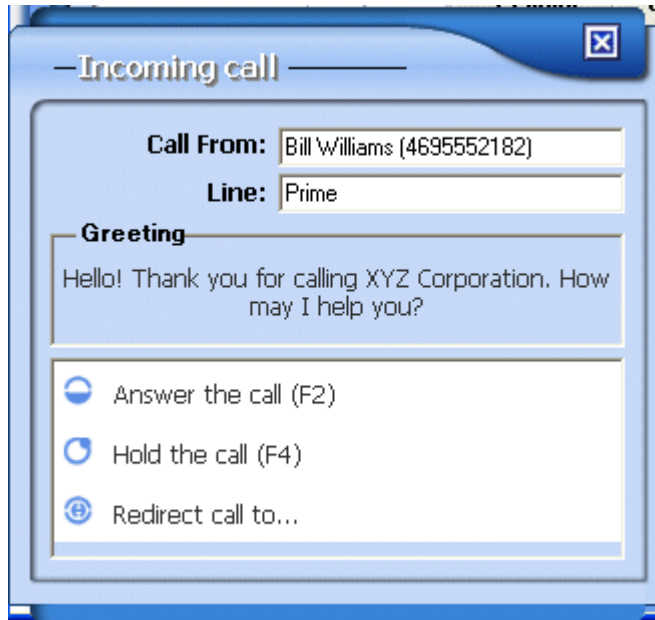 Incoming call
Call From: Bill Williams (4695552182)
Line: Prime
Greeting
Hello! Thank you for calling XYZ Corporation. How
may I help you?
Answer the call (F2)
Hold the call (F4)
Redirect call to...